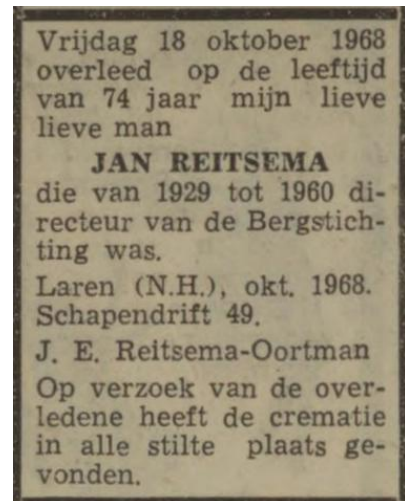 Vrijdag 18 oktober 1968
overleed op de leeftijd
van 74 jaar mijn lieve
lieve man
JAN REITSEMA
die van 1929 tot 1960 di-
recteur van de Bergstich-
ting was.
Laren (N.H.), okt. 1968.
Schapendrift 49.
J. E. Reitsema-Oortman
Op verzoek van de over-
ledene heeft de crematie
in alle stilte plaats ge-
vonden.